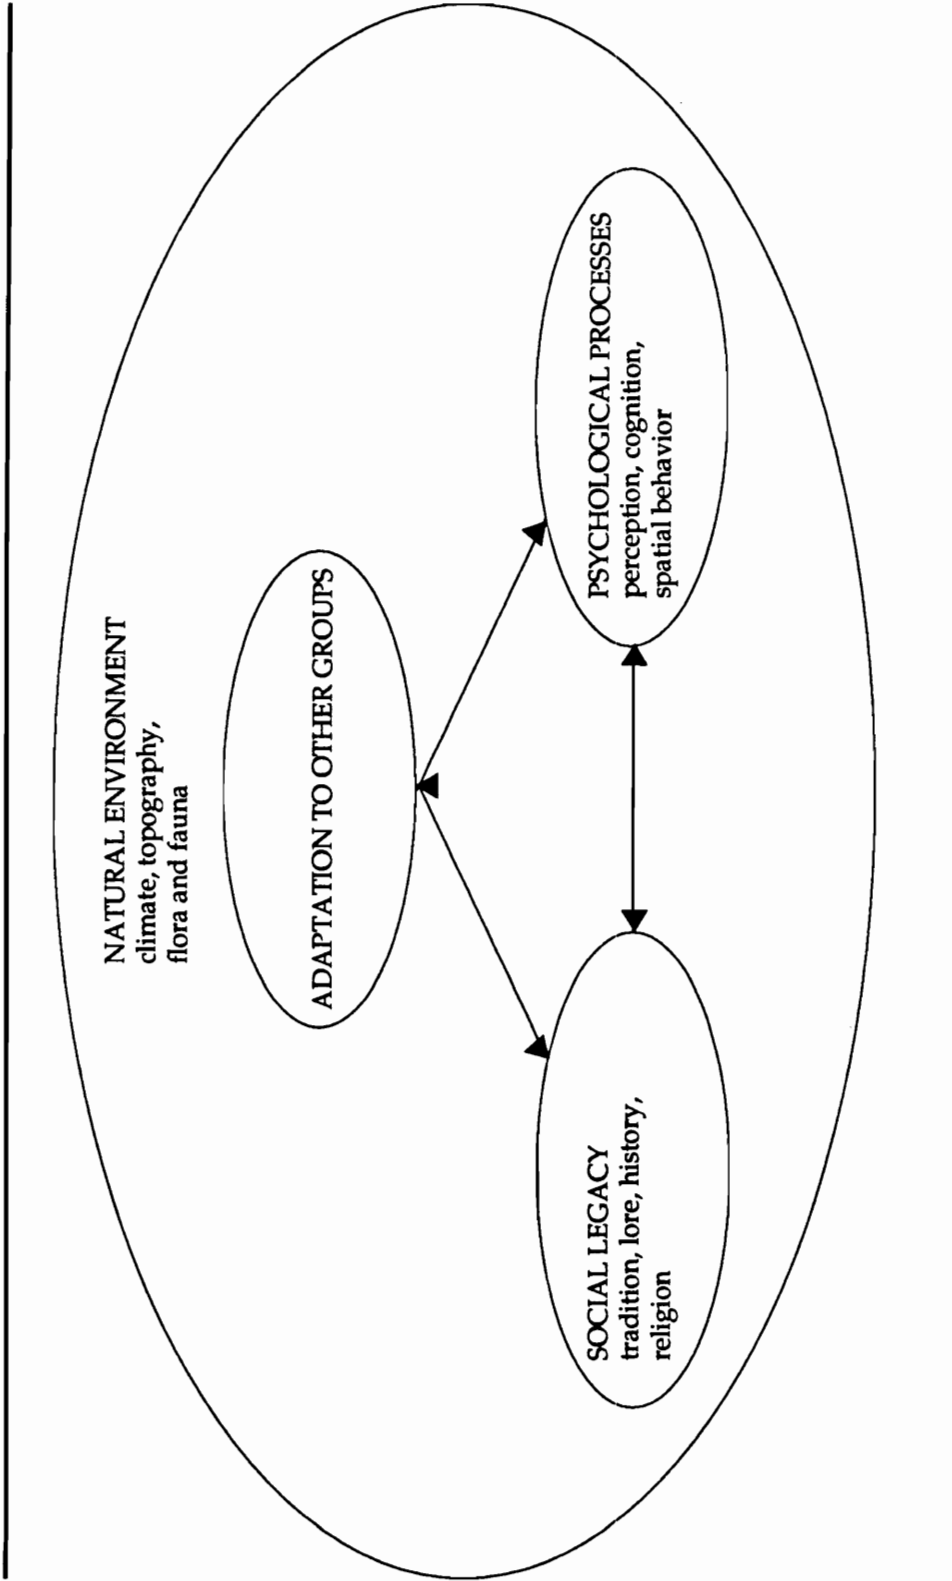 NATURAL ENVIRONMENT
climate, topography,
flora and fauna
ADAPTATION TO OTHER GROUPS
SOCIAL LEGACY
tradition, lore, history,
religion
PSYCHOLOGICAL PROCESSES
perception, cognition,
spatial behavior